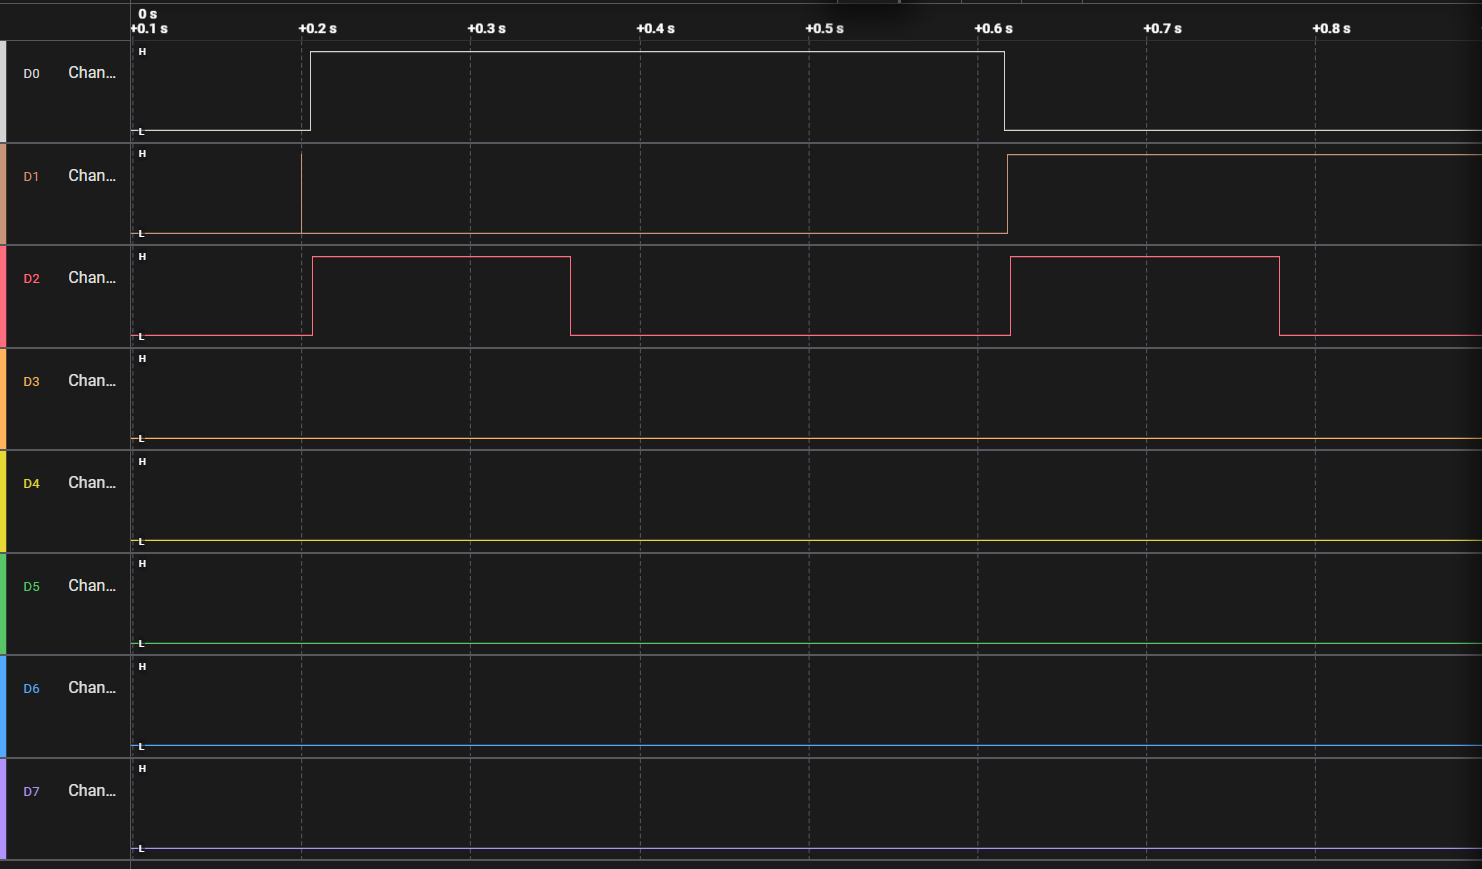 0 s
+0.1 s +0.2 s +0.3 s +0.4 s +0.5 s +0.6 s +0.7 s +0.8 s
H
D0 Chan...
L
H
D1 Chan...
L
H
D2 Chan...
L
H
D3 Chan...
L
H
D4 Chan...
L
H
D5 Chan...
L
H
D6 Chan...
L
H
D7 Chan...
L